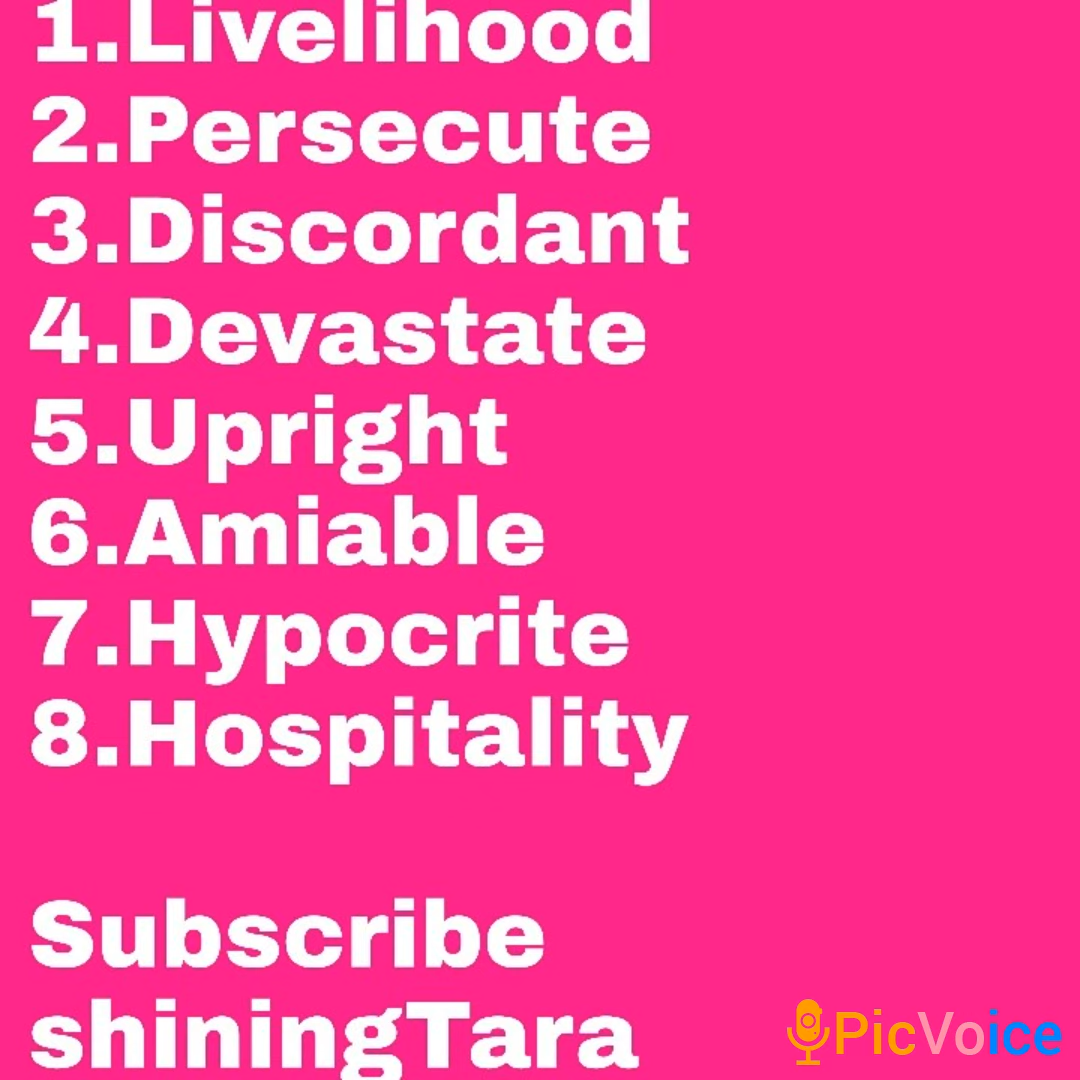 1.Livelihood
2.Persecute
3.Discordant
4.Devastate
5.Upright
6.Amiable
7.Hypocrite
8.Hospitality
Subscribe
shiningTara
PicVoice